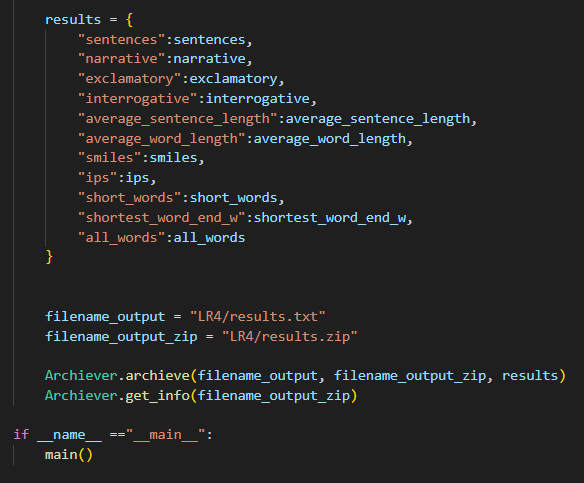 results = {
"sentences":sentences,
"narrative":narrative,
"exclamatory":exclamatory,
"interrogative":interrogative,
"average_sentence_length":average_sentence_length,
"average_word_length":average_word_length,
"smiles":smiles,
"ips":ips,
"short_words":short_words,
"shortest_word_end_w":shortest_word_end_w,
"all_words":all_words
}
filename_output = "LR4/results.txt"
filename_output_zip = "LR4/results.zip"
Archiever.archieve(filename_output, filename_output_zip, results)
Archiever.get_info(filename_output_zip)
if __name__ =="__main__":
main()